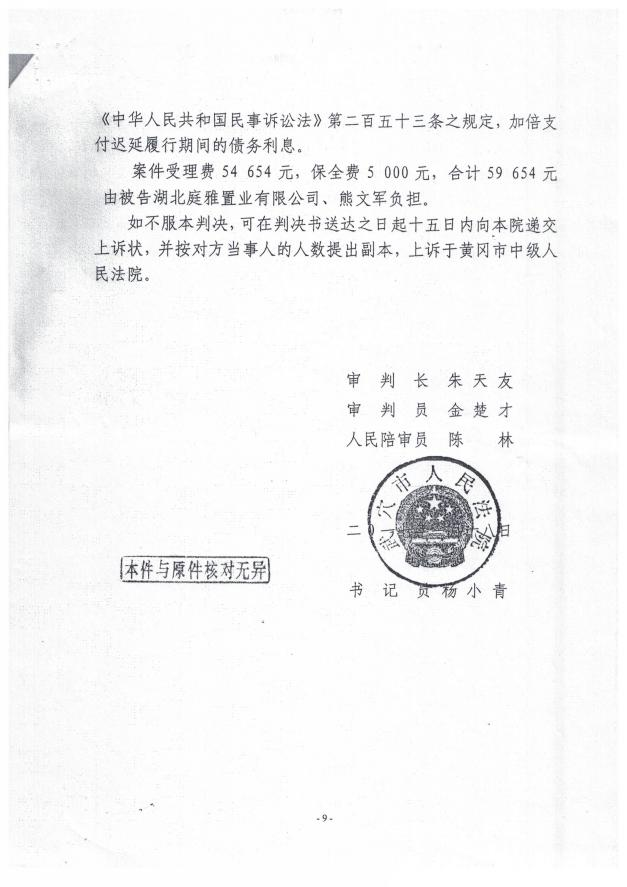 《中华人民共和国民事诉讼法》第二百五十三条之规定，加倍支
付迟延履行期间的债务利息。
案件受理费 54 654 元，保全费 5 000 元，合计 59 654 元
由被告湖北庭雅置业有限公司、熊文军负担。
如不服本判决，可在判决书送达之日起十五日内向本院递交
上诉状，并按对方当事人的人数提出副本，上诉于黄冈市中级人
民法院。
审 判 长 朱 天 友
审 判 员 金 楚 才
人民陪审员 陈 林
武穴市人民法院
二〇 日
本件与原件核对无异
书 记 员 杨 小 青
-9-